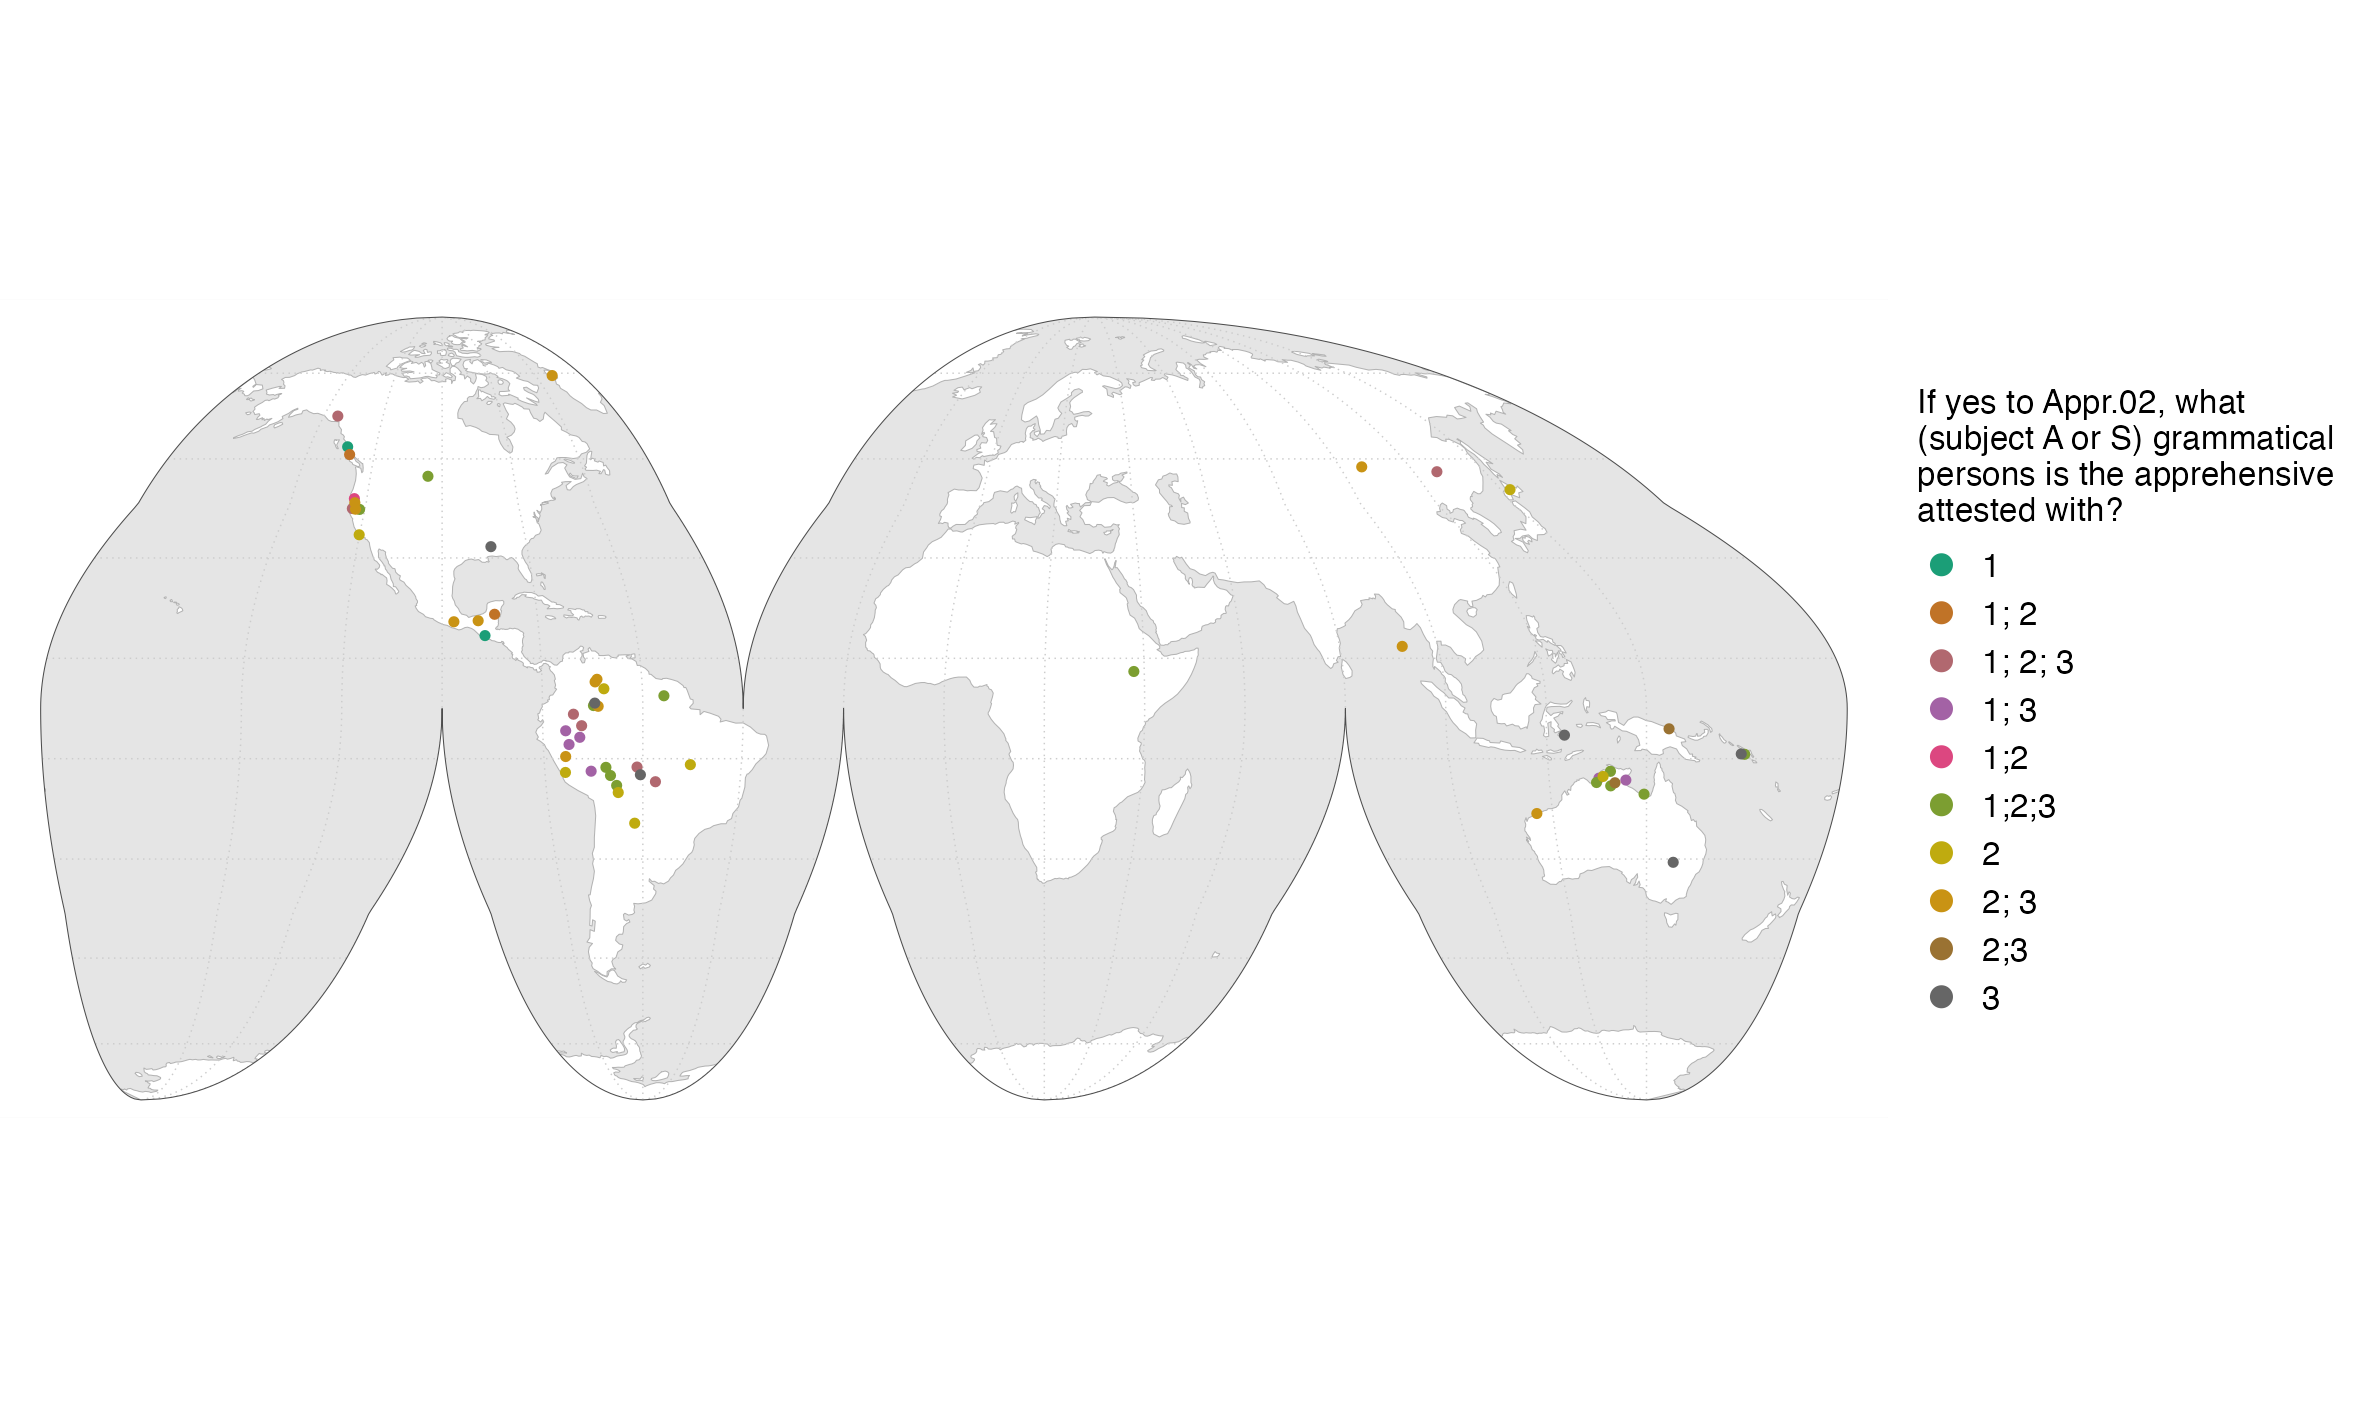 If yes to Appr.02, what
(subject A or S) grammatical
persons is the apprehensive
attested with?
1
1; 2
1; 2; 3
1; 3
1;2
1;2;3
2
2; 3
2;3
3